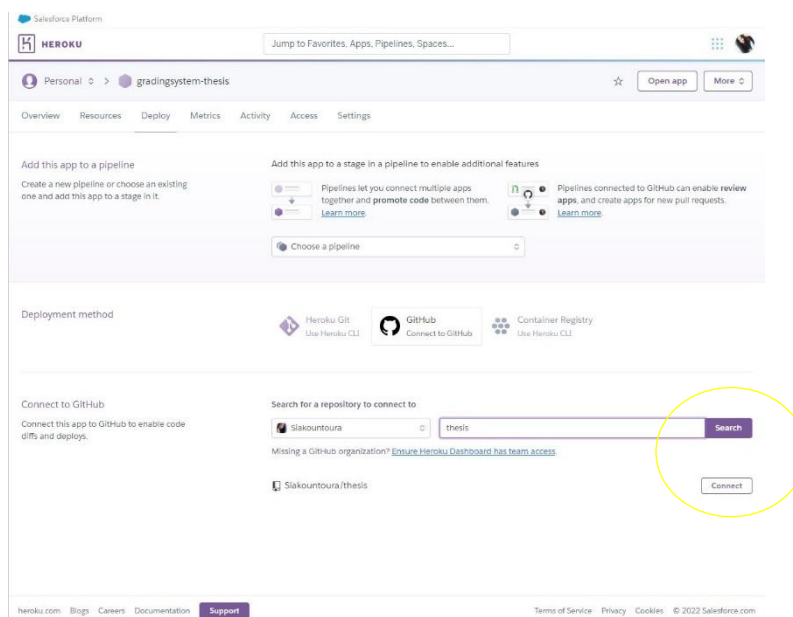 Salesforce Platform
HEROKU
Jump to Favorites, Apps, Pipelines, Spaces...
Personal > gradingsystem-thesis
Open app
More
Overview Resources Deploy Metrics Activity Access Settings
Add this app to a pipeline
Create a new pipeline or choose an existing
one and add this app to a stage in it.
Add this app to a stage in a pipeline to enable additional features
Pipelines let you connect multiple apps
together and promote code between them.
Learn more.
Pipelines connected to GitHub can enable review
apps, and create apps for new pull requests.
Learn more.
Choose a pipeline
Deployment method
Heroku Git
Use Heroku CLI
GitHub
Connect to GitHub
Container Registry
Use Heroku CLI
Connect to GitHub
Connect this app to GitHub to enable code
diffs and deploys.
Search for a repository to connect to
Slakountoura
thesis
Search
Missing a GitHub organization? Ensure Heroku Dashboard has team access.
Slakountoura/thesis
Connect
heroku.com Blogs Careers Documentation Support
Terms of Service Privacy Cookies © 2022 Salesforce.com